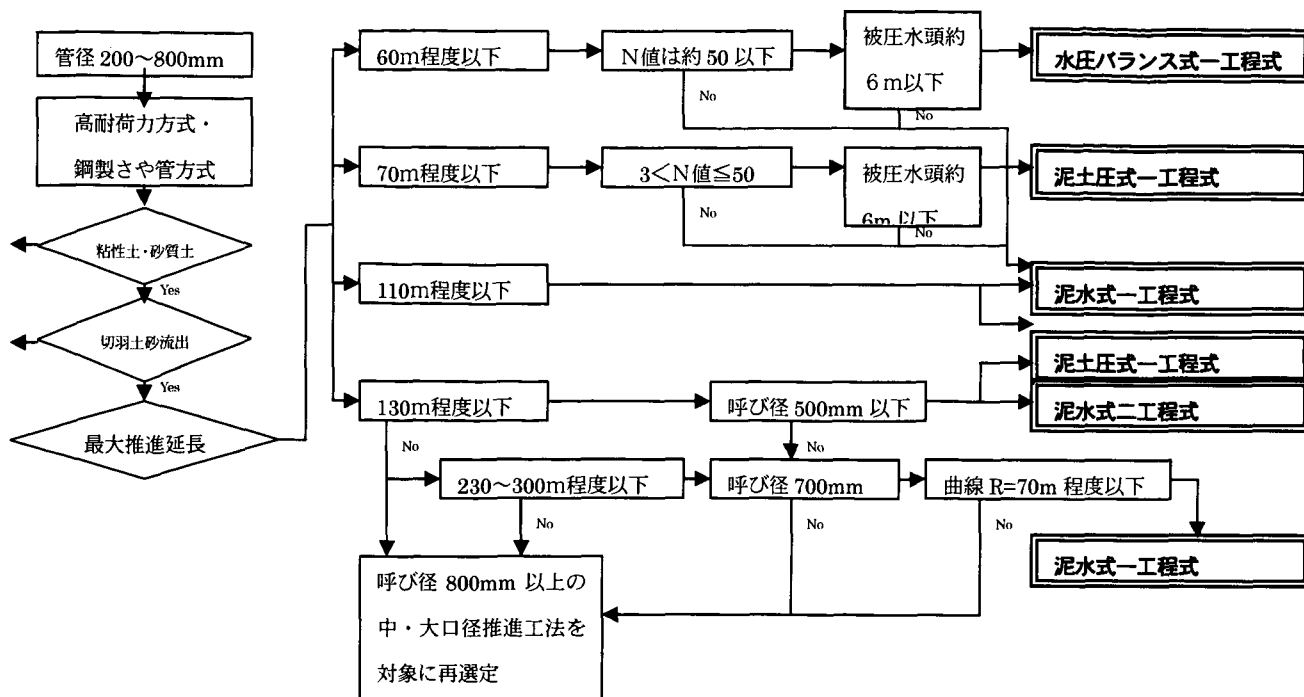 管径 200～800mm
高耐荷力方式・
鋼製さや管方式
粘性土・砂質土
Yes
切羽土砂流出
Yes
最大推進延長
60m程度以下
N値は約 50 以下
No
被圧水頭約
6m以下
No
水圧バランス式一工程式
70m程度以下
3＜N値≦50
No
被圧水頭約
6m以下
No
泥土圧式一工程式
110m程度以下
泥水式一工程式
泥土圧式一工程式
130m程度以下
呼び径 500mm 以下
泥水式二工程式
No
No
230～300m程度以下
呼び径 700mm
曲線 R=70m 程度以下
No
No
No
泥水式一工程式
呼び径 800mm 以上の
中・大口径推進工法を
対象に再選定